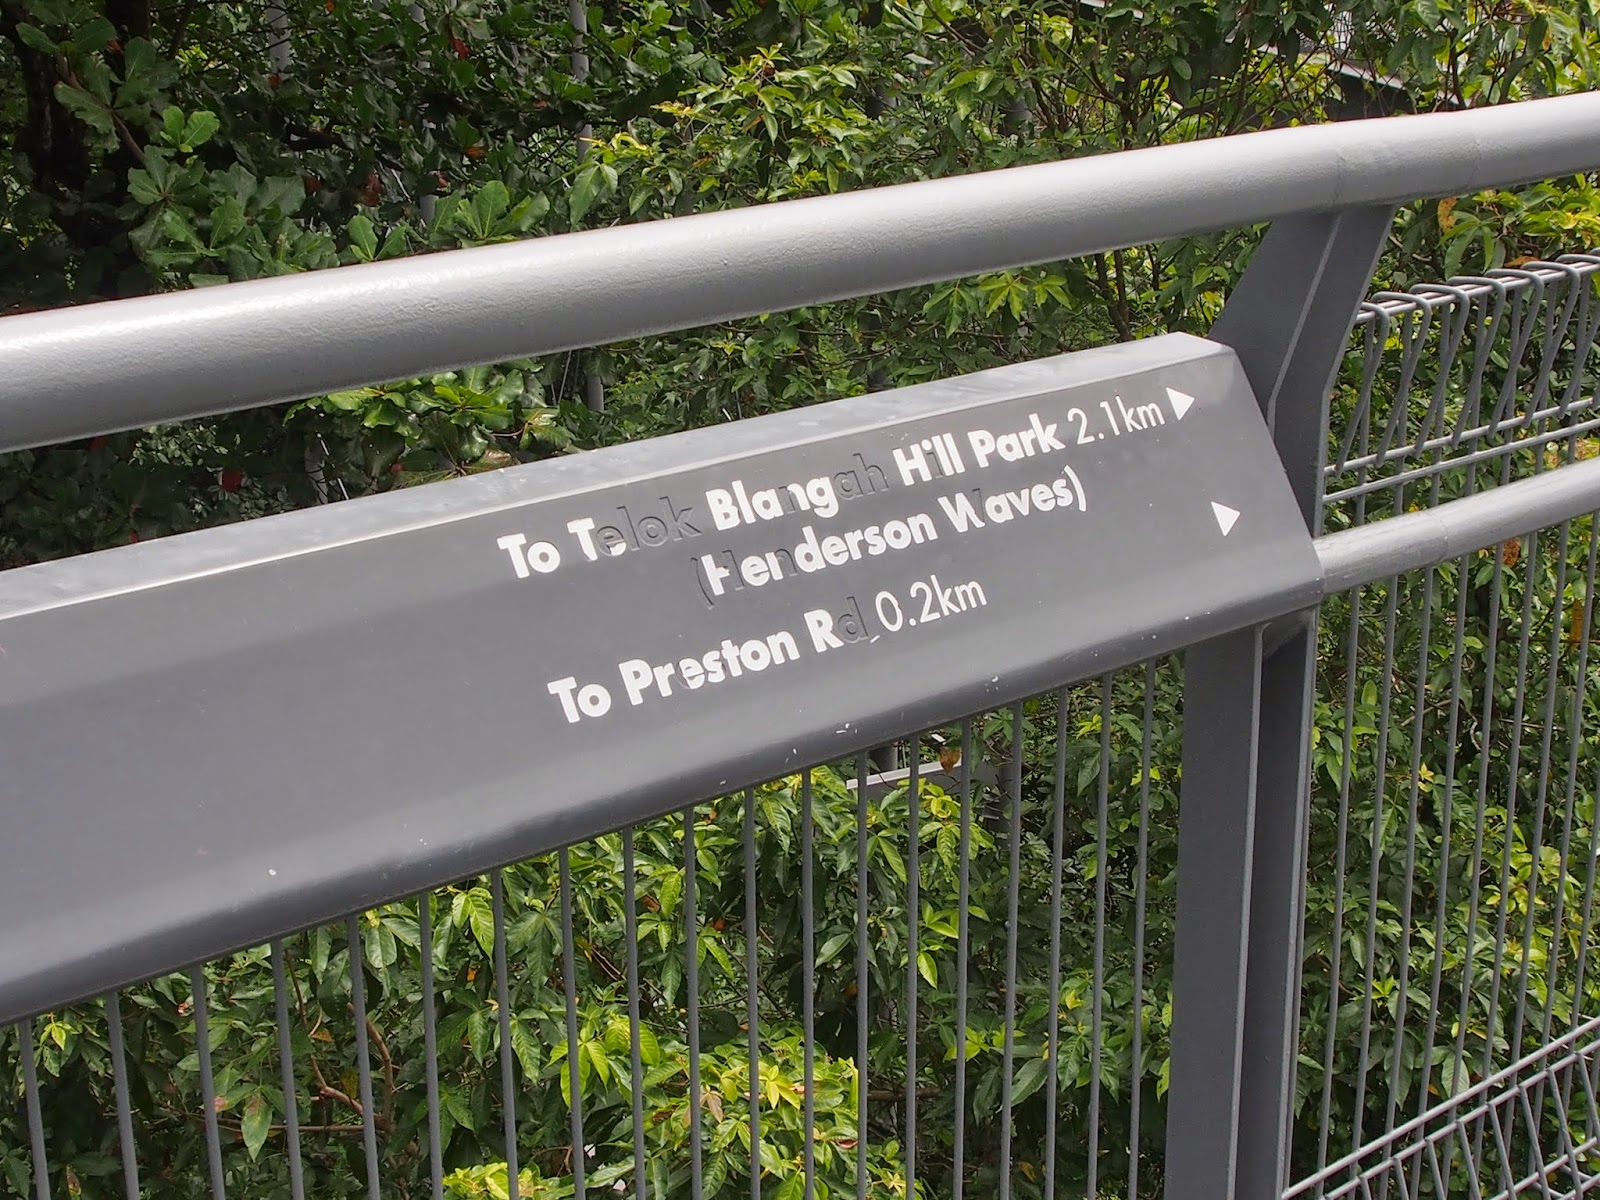 To Telok Blangah Hill Park 2.1km
(Henderson Waves)
To Preston Rd 0.2km